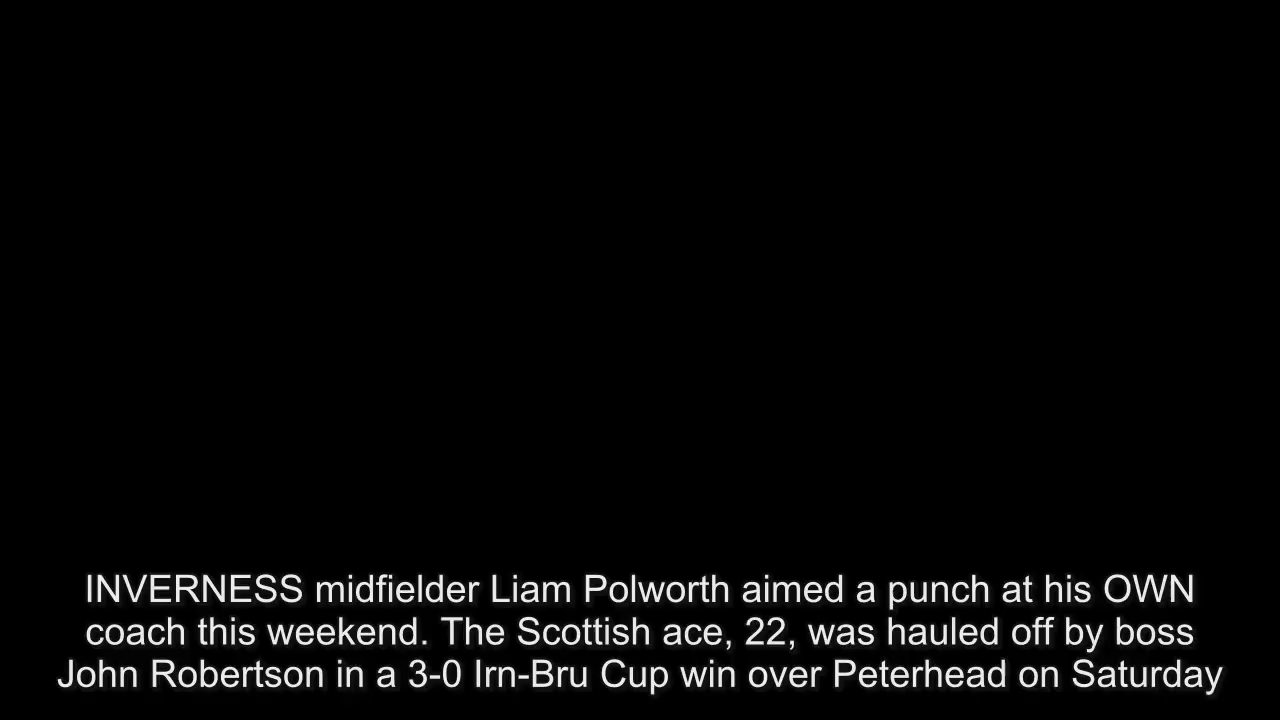 INVERNESS midfielder Liam Polworth aimed a punch at his OWN
coach this weekend. The Scottish ace, 22, was hauled off by boss
John Robertson in a 3-0 Irn-Bru Cup win over Peterhead on Saturday